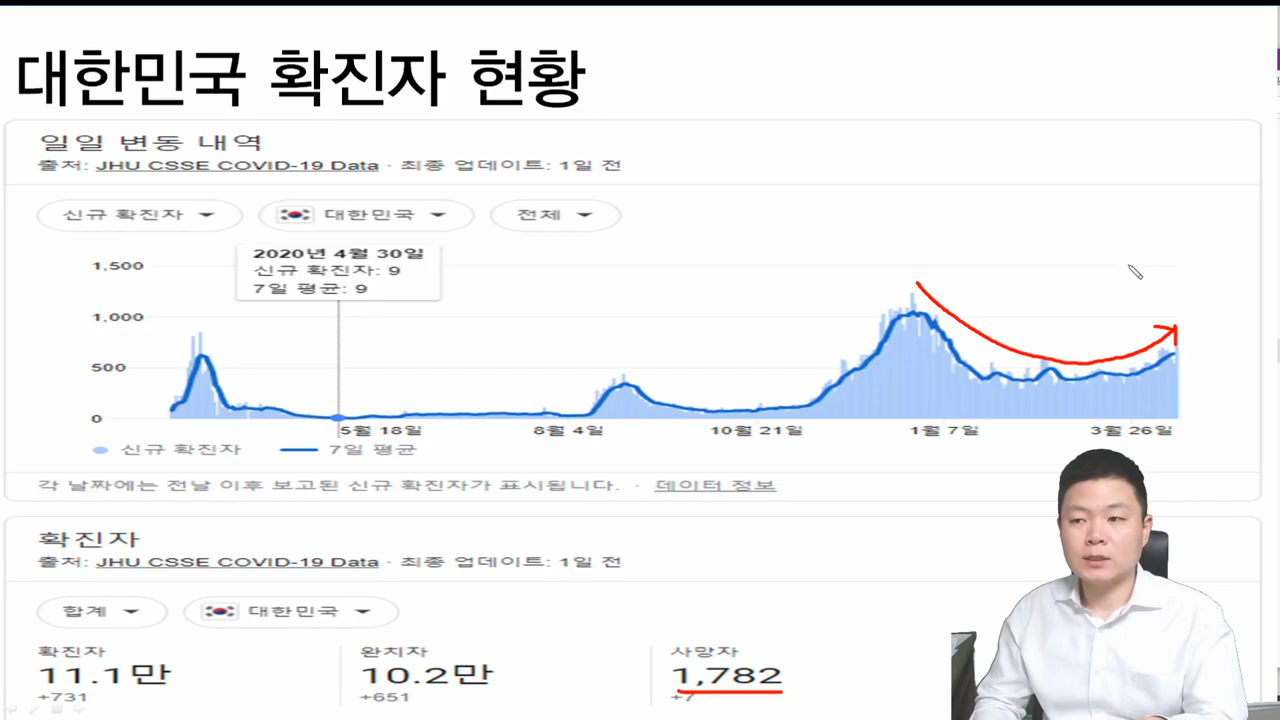 대한민국 확진자 현황
일일 변동 내역
출처: JHU CSSE COVID-19 Data · 최종 업데이트: 1일 전
신규 확진자 대한민국 전체
2020년 4월 30일
신규 확진자: 9
7일 평균: 9
1,500
1,000
500
0
5월 18일 8월 4일 10월 21일 1월 7일 3월 26일
신규 확진자 7일 평균
각 날짜에는 전날 이후 보고된 신규 확진자가 표시됩니다. · 데이터 정보
확진자
출처: JHU CSSE COVID-19 Data · 최종 업데이트: 1일 전
합계 대한민국
확진자 완치자 사망자
11.1만 10.2만 1,782
+731 +651 +7